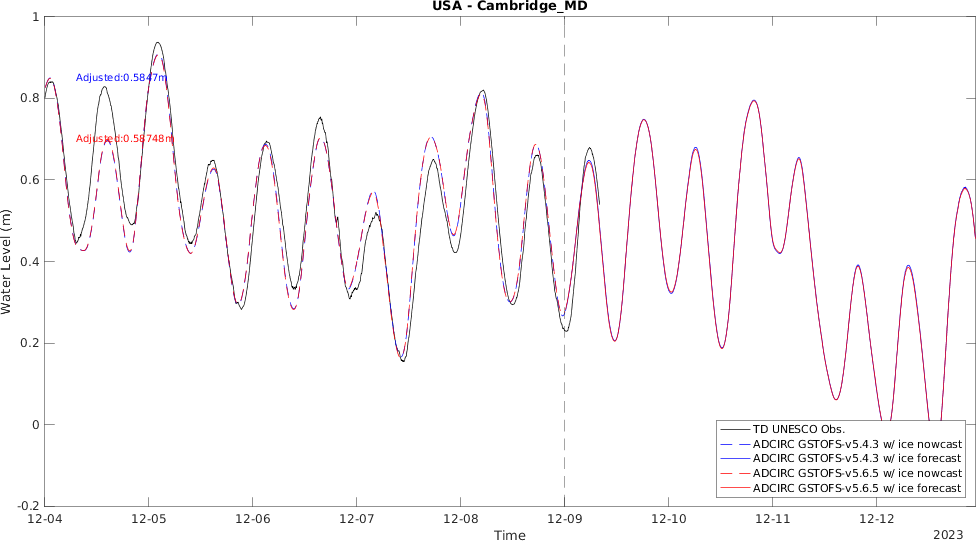 USA - Cambridge_MD
1
0.8
0.6
0.4
0.2
0
-0.2
Water Level (m)
Adjusted:0.5847m
Adjusted:0.58748m
TD UNESCO Obs.
ADCIRC GSTOFS-v5.4.3 w/ ice nowcast
ADCIRC GSTOFS-v5.4.3 w/ ice forecast
ADCIRC GSTOFS-v5.6.5 w/ ice nowcast
ADCIRC GSTOFS-v5.6.5 w/ ice forecast
12-04 12-05 12-06 12-07 12-08 12-09 12-10 12-11 12-12
Time
2023